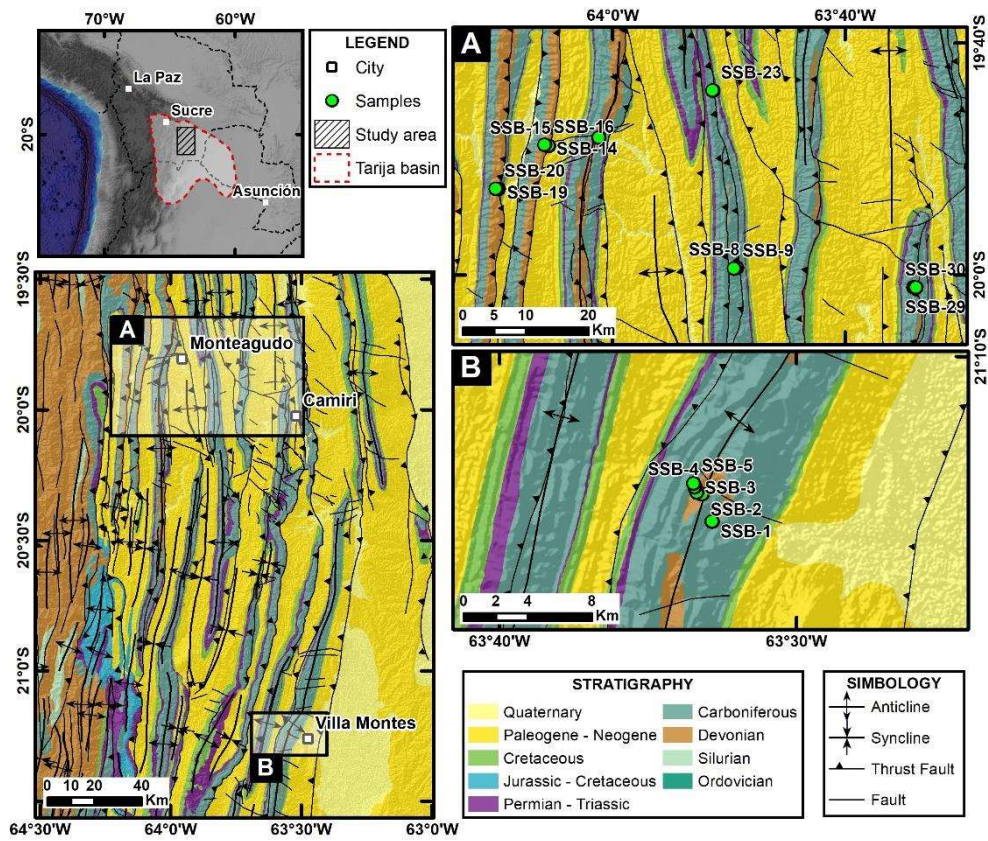 70°W
60°W
La Paz
Sucre
20°S
Asunción
LEGEND
City
Samples
Study area
Tarija basin
A
64°0'W
63°40'W
19°40'S
SSB-23
SSB-15
SSB-16
SSB-14
SSB-20
SSB-19
SSB-8
SSB-9
20°0'S
SSB-30
SSB-29
0 5 10 20
Km
19°30'S
A
Monteagudo
20°0'S
Camiri
20°30'S
21°0'S
Villa Montes
B
0 10 20 40
Km
64°30'W
64°0'W
63°30'W
63°0'W
B
21°10'S
SSB-4
SSB-5
SSB-3
SSB-2
SSB-1
0 2 4 8
Km
63°40'W
63°30'W
STRATIGRAPHY
Quaternary
Paleogene - Neogene
Cretaceous
Jurassic - Cretaceous
Permian - Triassic
Carboniferous
Devonian
Silurian
Ordovician
SIMBOLOGY
Anticline
Syncline
Thrust Fault
Fault